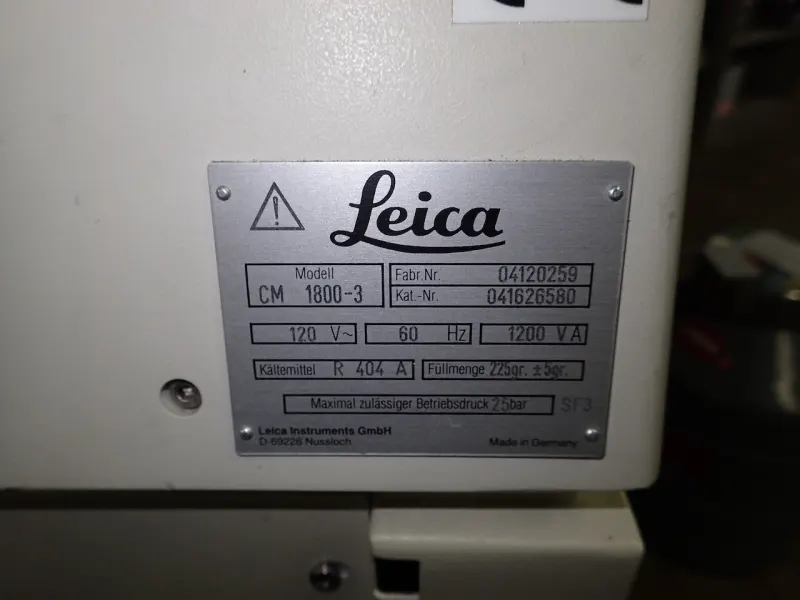 Leica
Modell
CM 1800-3
Fabr.Nr. 04120259
Kat.-Nr. 041626580
120 V~ 60 Hz 1200 VA
Kältemittel R 404 A Füllmenge 225gr. ±5gr.
Maximal zulässiger Betriebsdruck 25bar SF3
Leica Instruments GmbH
D-69226 Nussloch Made in Germany